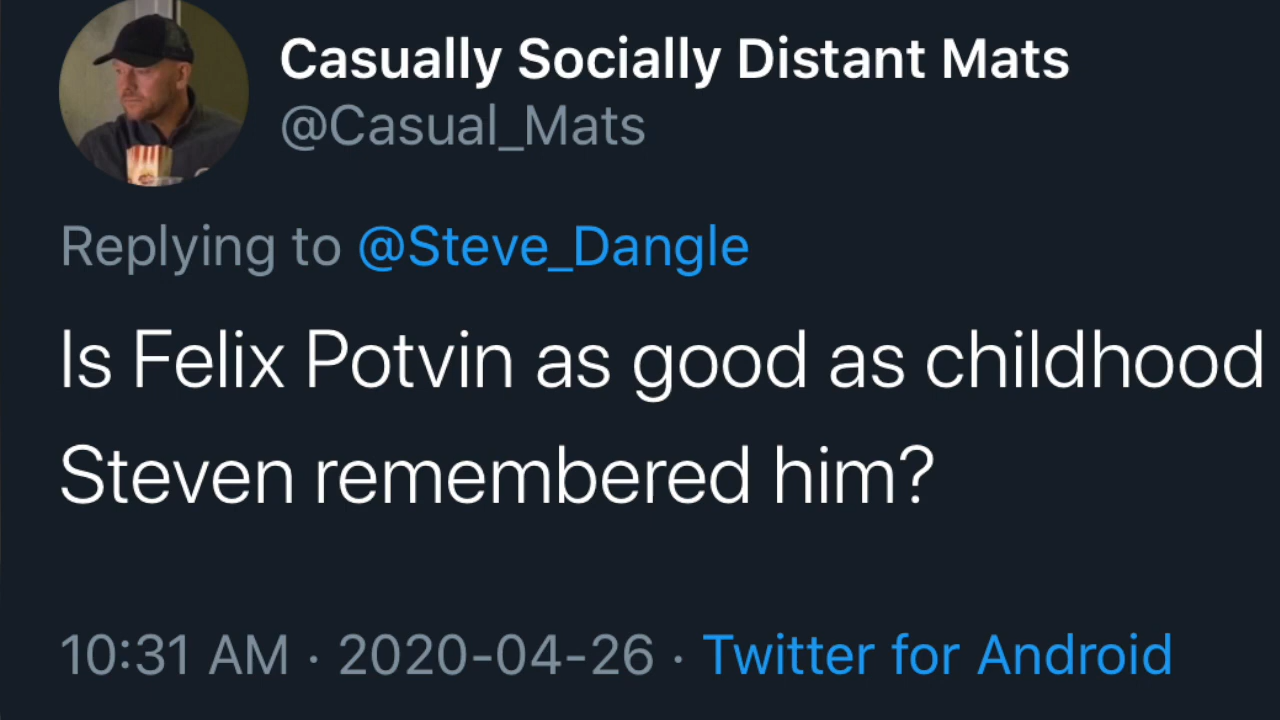 Casually Socially Distant Mats
@Casual_Mats
Replying to @Steve_Dangle
Is Felix Potvin as good as childhood
Steven remembered him?
10:31 AM · 2020-04-26 · Twitter for Android